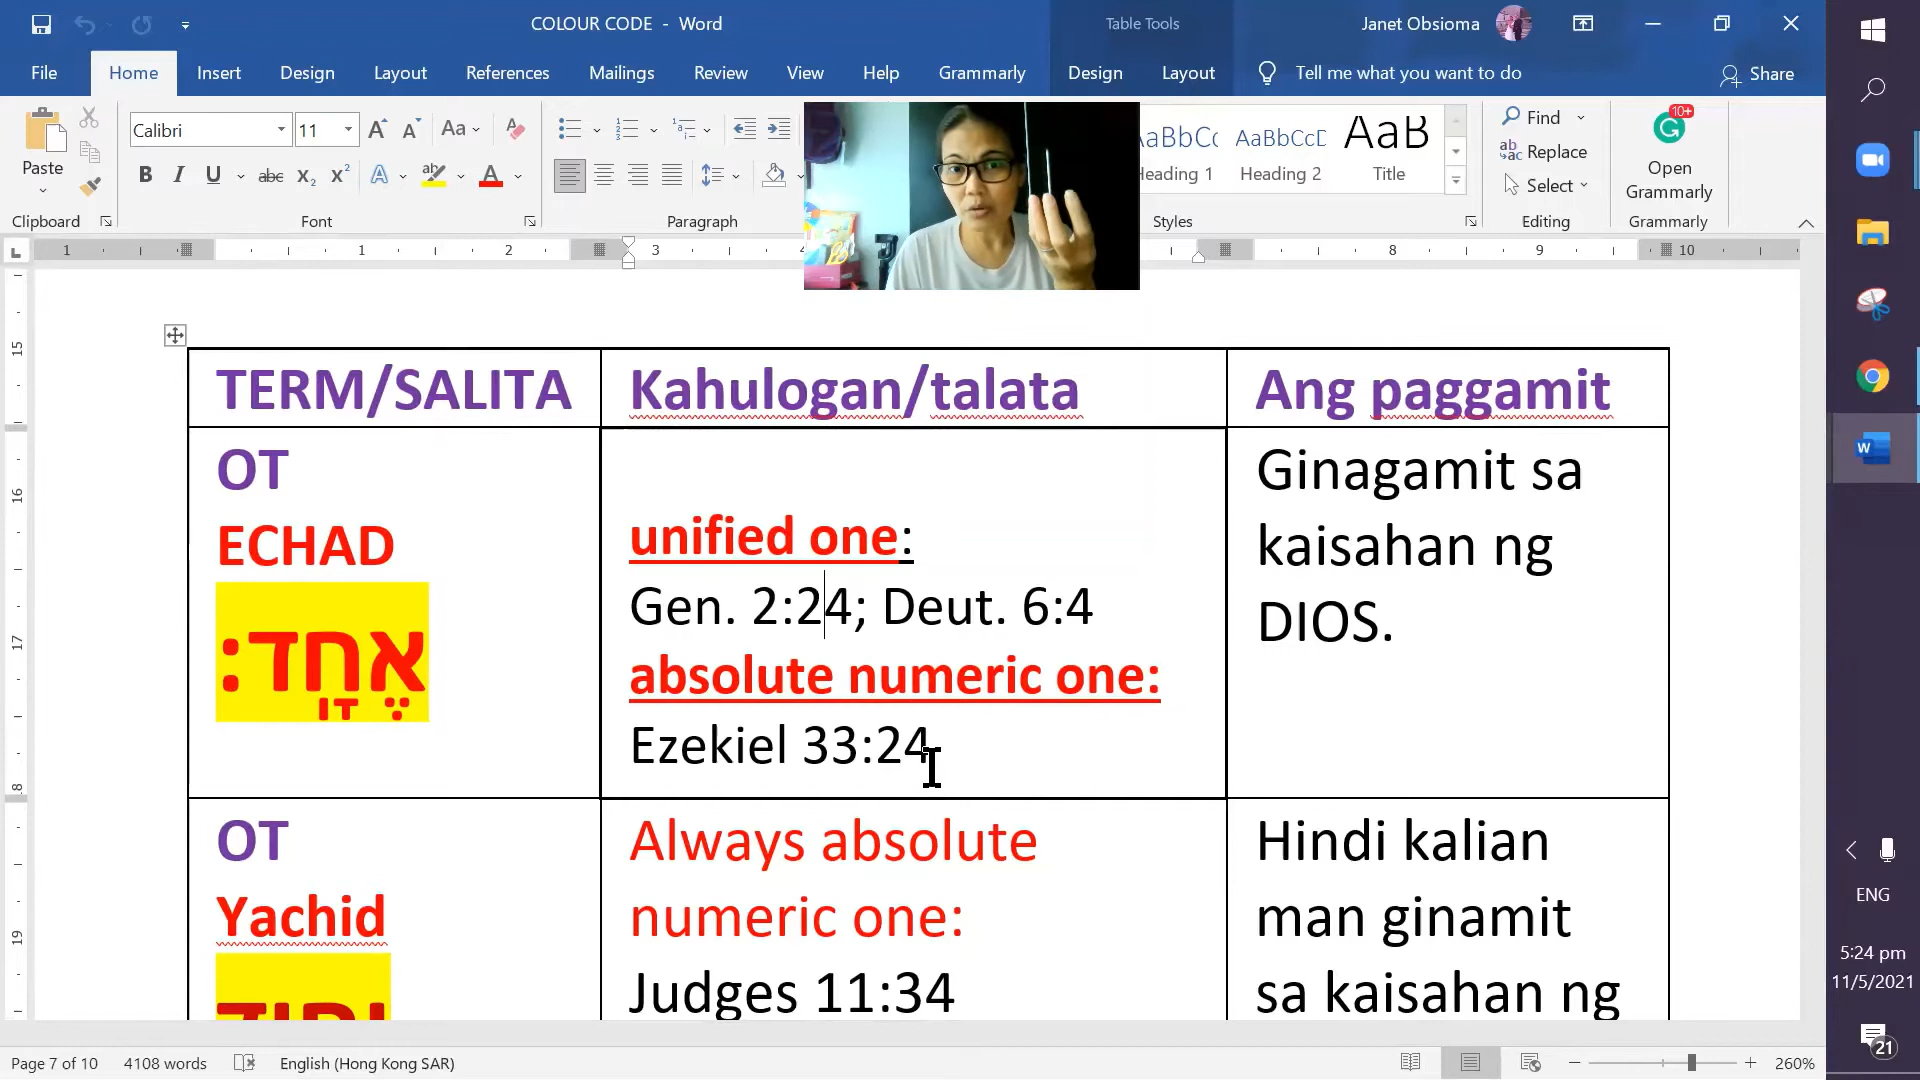 COLOUR CODE - Word
Table Tools
Janet Obsioma
File
Home
Insert
Design
Layout
References
Mailings
Review
View
Help
Grammarly
Design
Layout
Tell me what you want to do
Share
Paste
Clipboard
Calibri
11
Font
Paragraph
Heading 1
AaBbCcD
Heading 2
AaB
Title
Styles
Find
Replace
Select
Editing
10+
Open
Grammarly
Grammarly
TERM/SALITA
Kahulogan/talata
Ang paggamit
OT
ECHAD
אֶחָֽד׃
unified one:
Gen. 2:24; Deut. 6:4
absolute numeric one:
Ezekiel 33:24
Ginagamit sa
kaisahan ng
DIOS.
OT
Yachid
Always absolute
numeric one:
Judges 11:34
Hindi kalian
man ginamit
sa kaisahan ng
ENG
5:24 pm
11/5/2021
21
Page 7 of 10
4108 words
English (Hong Kong SAR)
260%